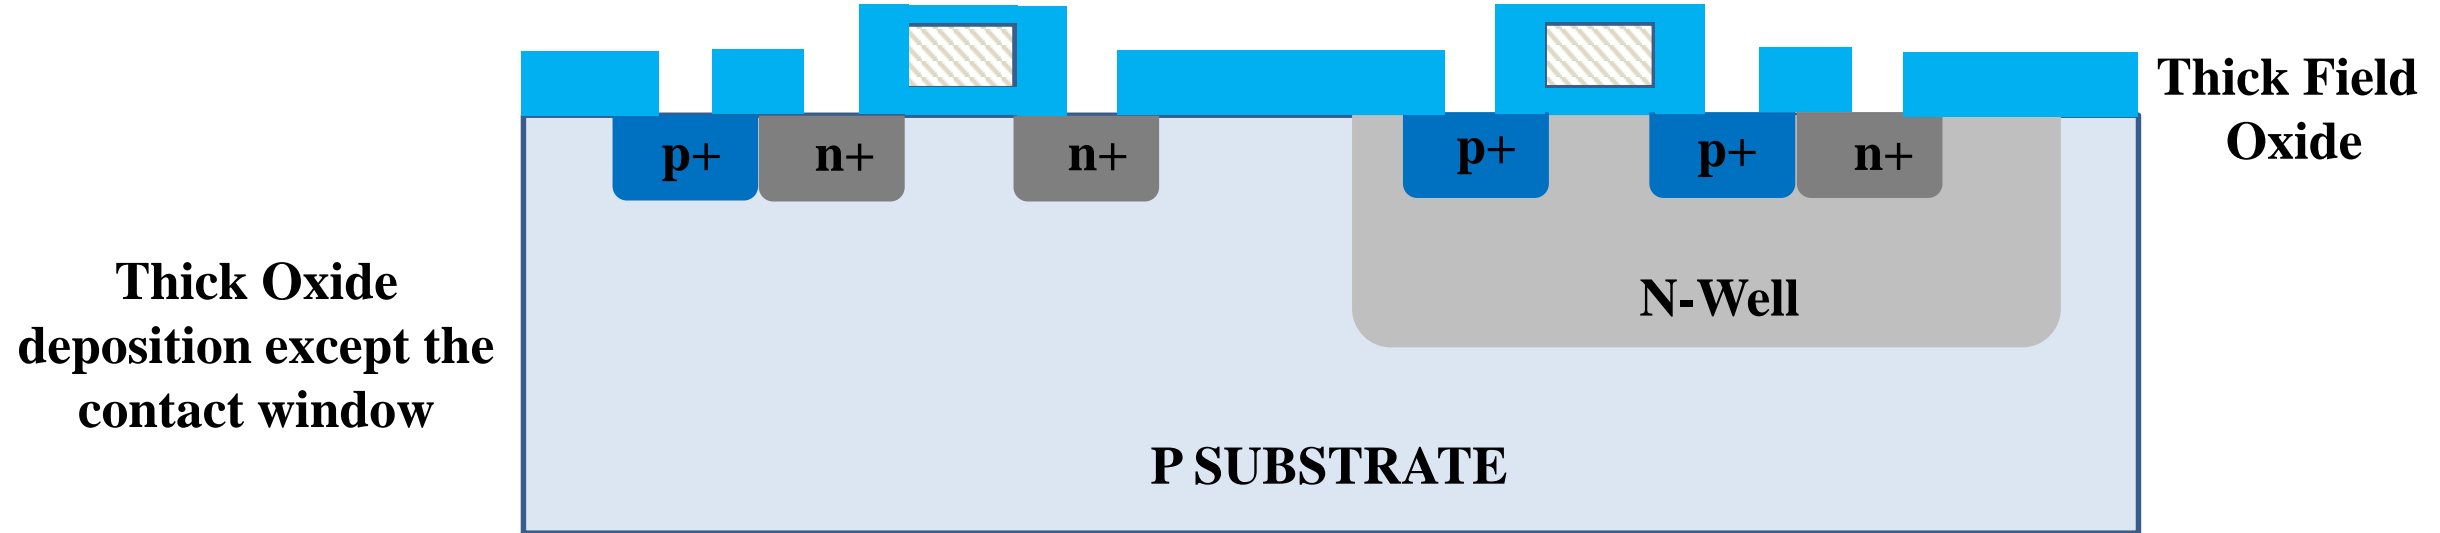 Thick Field
Oxide
p+
n+
n+
p+
p+
n+
Thick Oxide
deposition except the
contact window
N-Well
P SUBSTRATE